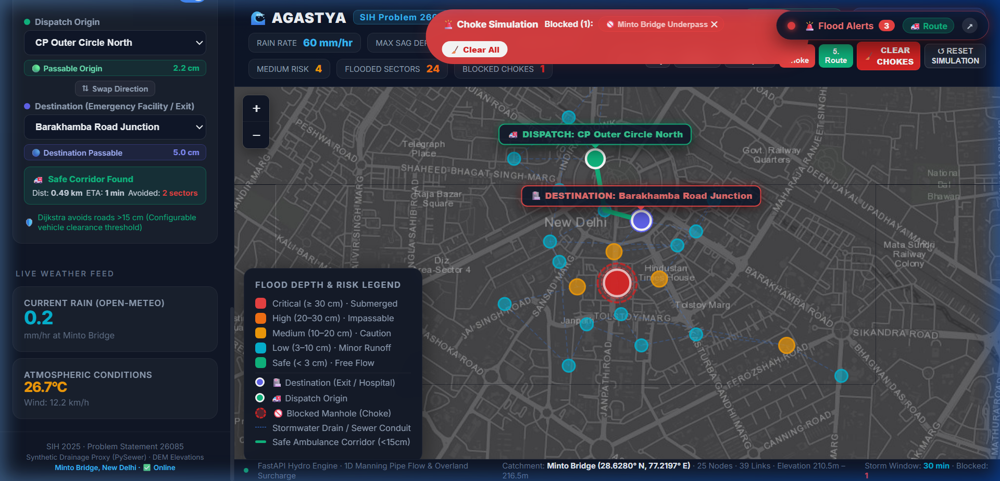 Dispatch Origin
CP Outer Circle North
Passable Origin 2.2 cm
⇅ Swap Direction
Destination (Emergency Facility / Exit)
Barakhamba Road Junction
Destination Passable 5.0 cm
Safe Corridor Found
Dist: 0.49 km ETA: 1 min Avoided: 2 sectors
Dijkstra avoids roads >15 cm (Configurable
vehicle clearance threshold)
LIVE WEATHER FEED
CURRENT RAIN (OPEN-METEO)
0.2
mm/hr at Minto Bridge
ATMOSPHERIC CONDITIONS
26.7°C
Wind: 12.2 km/h
SIH 2025 · Problem Statement 26085
Synthetic Drainage Proxy (PySewer) · DEM Elevations
Minto Bridge, New Delhi · ✅ Online
AGASTYA
SIH Problem 260
RAIN RATE 60 mm/hr
MAX SAG DEP
MEDIUM RISK 4
FLOODED SECTORS 24
BLOCKED CHOKES 1
Choke Simulation Blocked (1): Minto Bridge Underpass ✕
Clear All
Flood Alerts 3
Route
↗
oke
5.
Route
CLEAR
CHOKES
↺ RESET
SIMULATION
+
−
DISPATCH: CP Outer Circle North
DESTINATION: Barakhamba Road Junction
PESHWA ROAD
Telegraph
Place
SHAHEED BHAGAT SINGH MARG
Raja Bazar
Square
Govt. Railway
Quarters
MAHARAJA RANJEET SINGH
DEEN DAYAL UPADHYAYA MARG
National
Bal
Bhawan
New Delhi
Mata Sundri
Railway
Colony
KALI-BARI-M
VIR SINGH MARG
NGLA SAHIB ROAD
Diz
rea-Sector 4
Hindustan
Times House
SANSAD MARG
JAI-SINGH-ROAD
Tolstoy Marg
TOLSTOY MARG
Janpath
BARAKHAMBA ROAD
SIKANDRA ROAD
ASHOKA ROAD
JANPATH ROAD
STURBA GANDHI MARG
FEROZSHAH ROAD
BHAGWAN DAS ROAD
CANNING ROAD
MATHURA ROAD
FLOOD DEPTH & RISK LEGEND
Critical (≥ 30 cm) · Submerged
High (20–30 cm) · Impassable
Medium (10–20 cm) · Caution
Low (3–10 cm) · Minor Runoff
Safe (< 3 cm) · Free Flow
Destination (Exit / Hospital)
Dispatch Origin
Blocked Manhole (Choke)
Stormwater Drain / Sewer Conduit
Safe Ambulance Corridor (<15cm)
FastAPI Hydro Engine · 1D Manning Pipe Flow & Overland
Surcharge
Catchment: Minto Bridge (28.6280° N, 77.2197° E) · 25 Nodes · 39 Links · Elevation 210.5m –
216.5m
Storm Window: 30 min · Blocked:
1